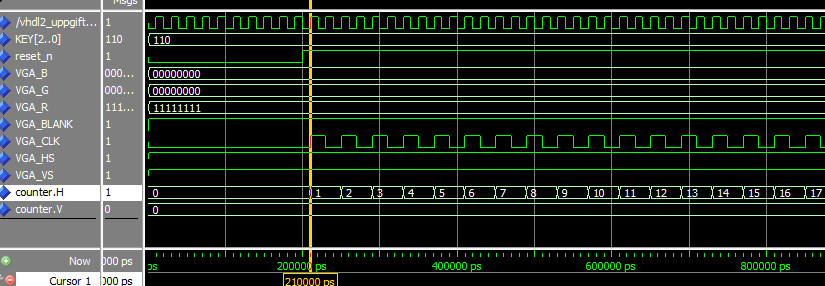 Msgs
/vhdl2_uppgift... 1
KEY[2..0] 110 110
reset_n 1
VGA_B 000... 00000000
VGA_G 000... 00000000
VGA_R 111... 11111111
VGA_BLANK 1
VGA_CLK 1
VGA_HS 1
VGA_VS 1
counter.H 1 0 1 2 3 4 5 6 7 8 9 10 11 12 13 14 15 16 17
counter.V 0 0
Now 000 ps ps 200000 ps 400000 ps 600000 ps 800000 ps
Cursor 1 000 ps 210000 ps